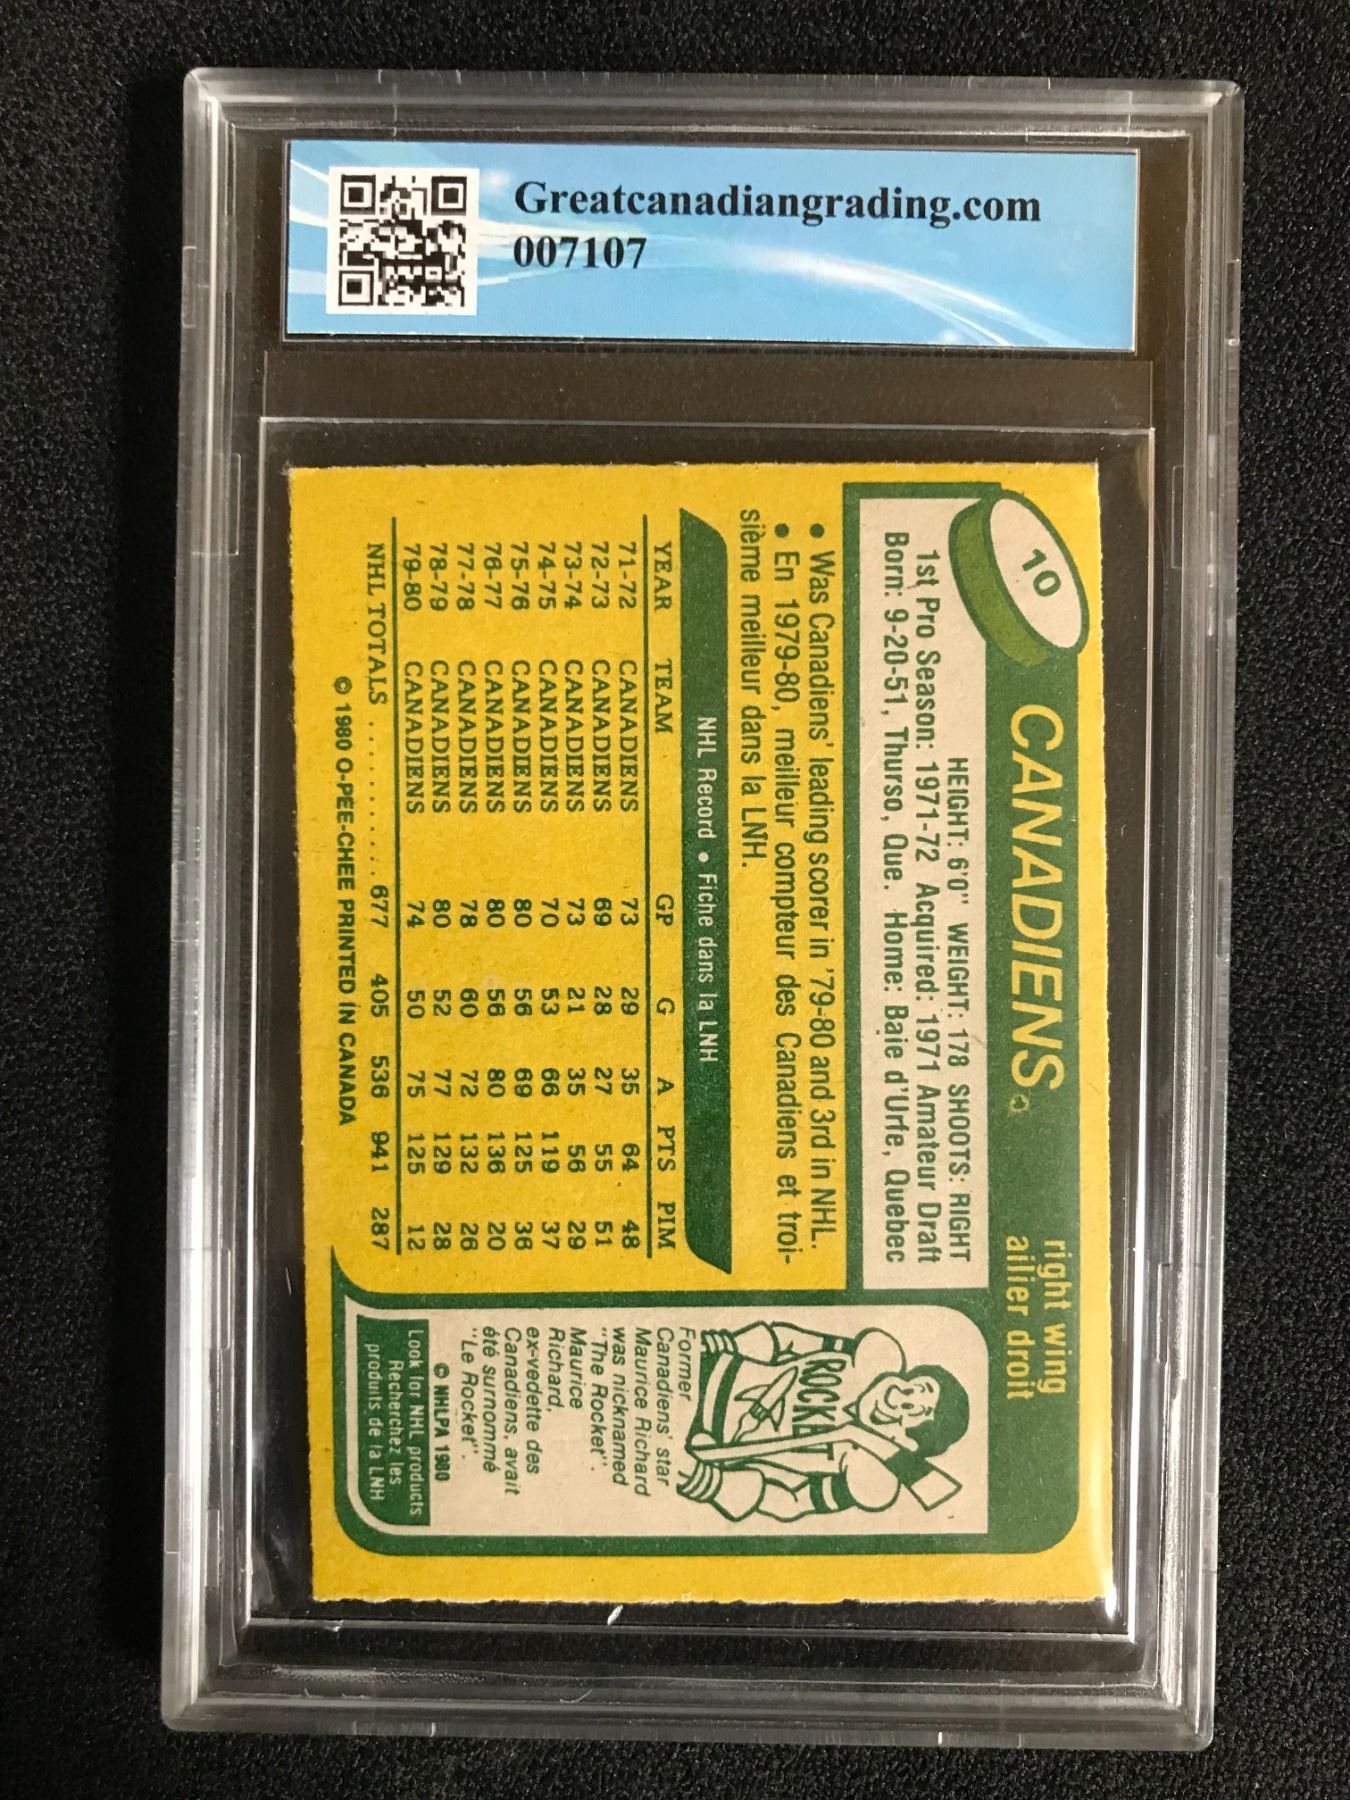 Greatcanadiangrading.com
007107
10
CANADIENS
right wing
ailier droit
HEIGHT: 6'0" WEIGHT: 178 SHOOTS: RIGHT
1st Pro Season: 1971-72 Acquired: 1971 Amateur Draft
Born: 9-20-51, Thurso, Que. Home: Baie d'Urfe, Quebec
• Was Canadiens' leading scorer in '79-80 and 3rd in NHL.
• En 1979-80, meilleur compteur des Canadiens et troi-
sième meilleur dans la LNH.
NHL Record • Fiche dans la LNH
YEAR TEAM GP G A PTS PIM
71-72 CANADIENS 73 29 35 64 48
72-73 CANADIENS 69 28 27 55 51
73-74 CANADIENS 73 21 35 56 29
74-75 CANADIENS 70 53 66 119 37
75-76 CANADIENS 80 56 69 125 36
76-77 CANADIENS 80 56 80 136 20
77-78 CANADIENS 78 60 72 132 26
78-79 CANADIENS 80 52 77 129 28
79-80 CANADIENS 74 50 75 125 12
NHL TOTALS .......... 677 405 536 941 287
© 1980 O-PEE-CHEE PRINTED IN CANADA
ROCKET
Former
Canadiens' star
Maurice Richard
was nicknamed
"The Rocket".
Maurice
Richard,
ex-vedette des
Canadiens, avait
été surnommé
"Le Rocket".
© NHLPA 1980
Look for NHL products
Recherchez les
produits de la LNH